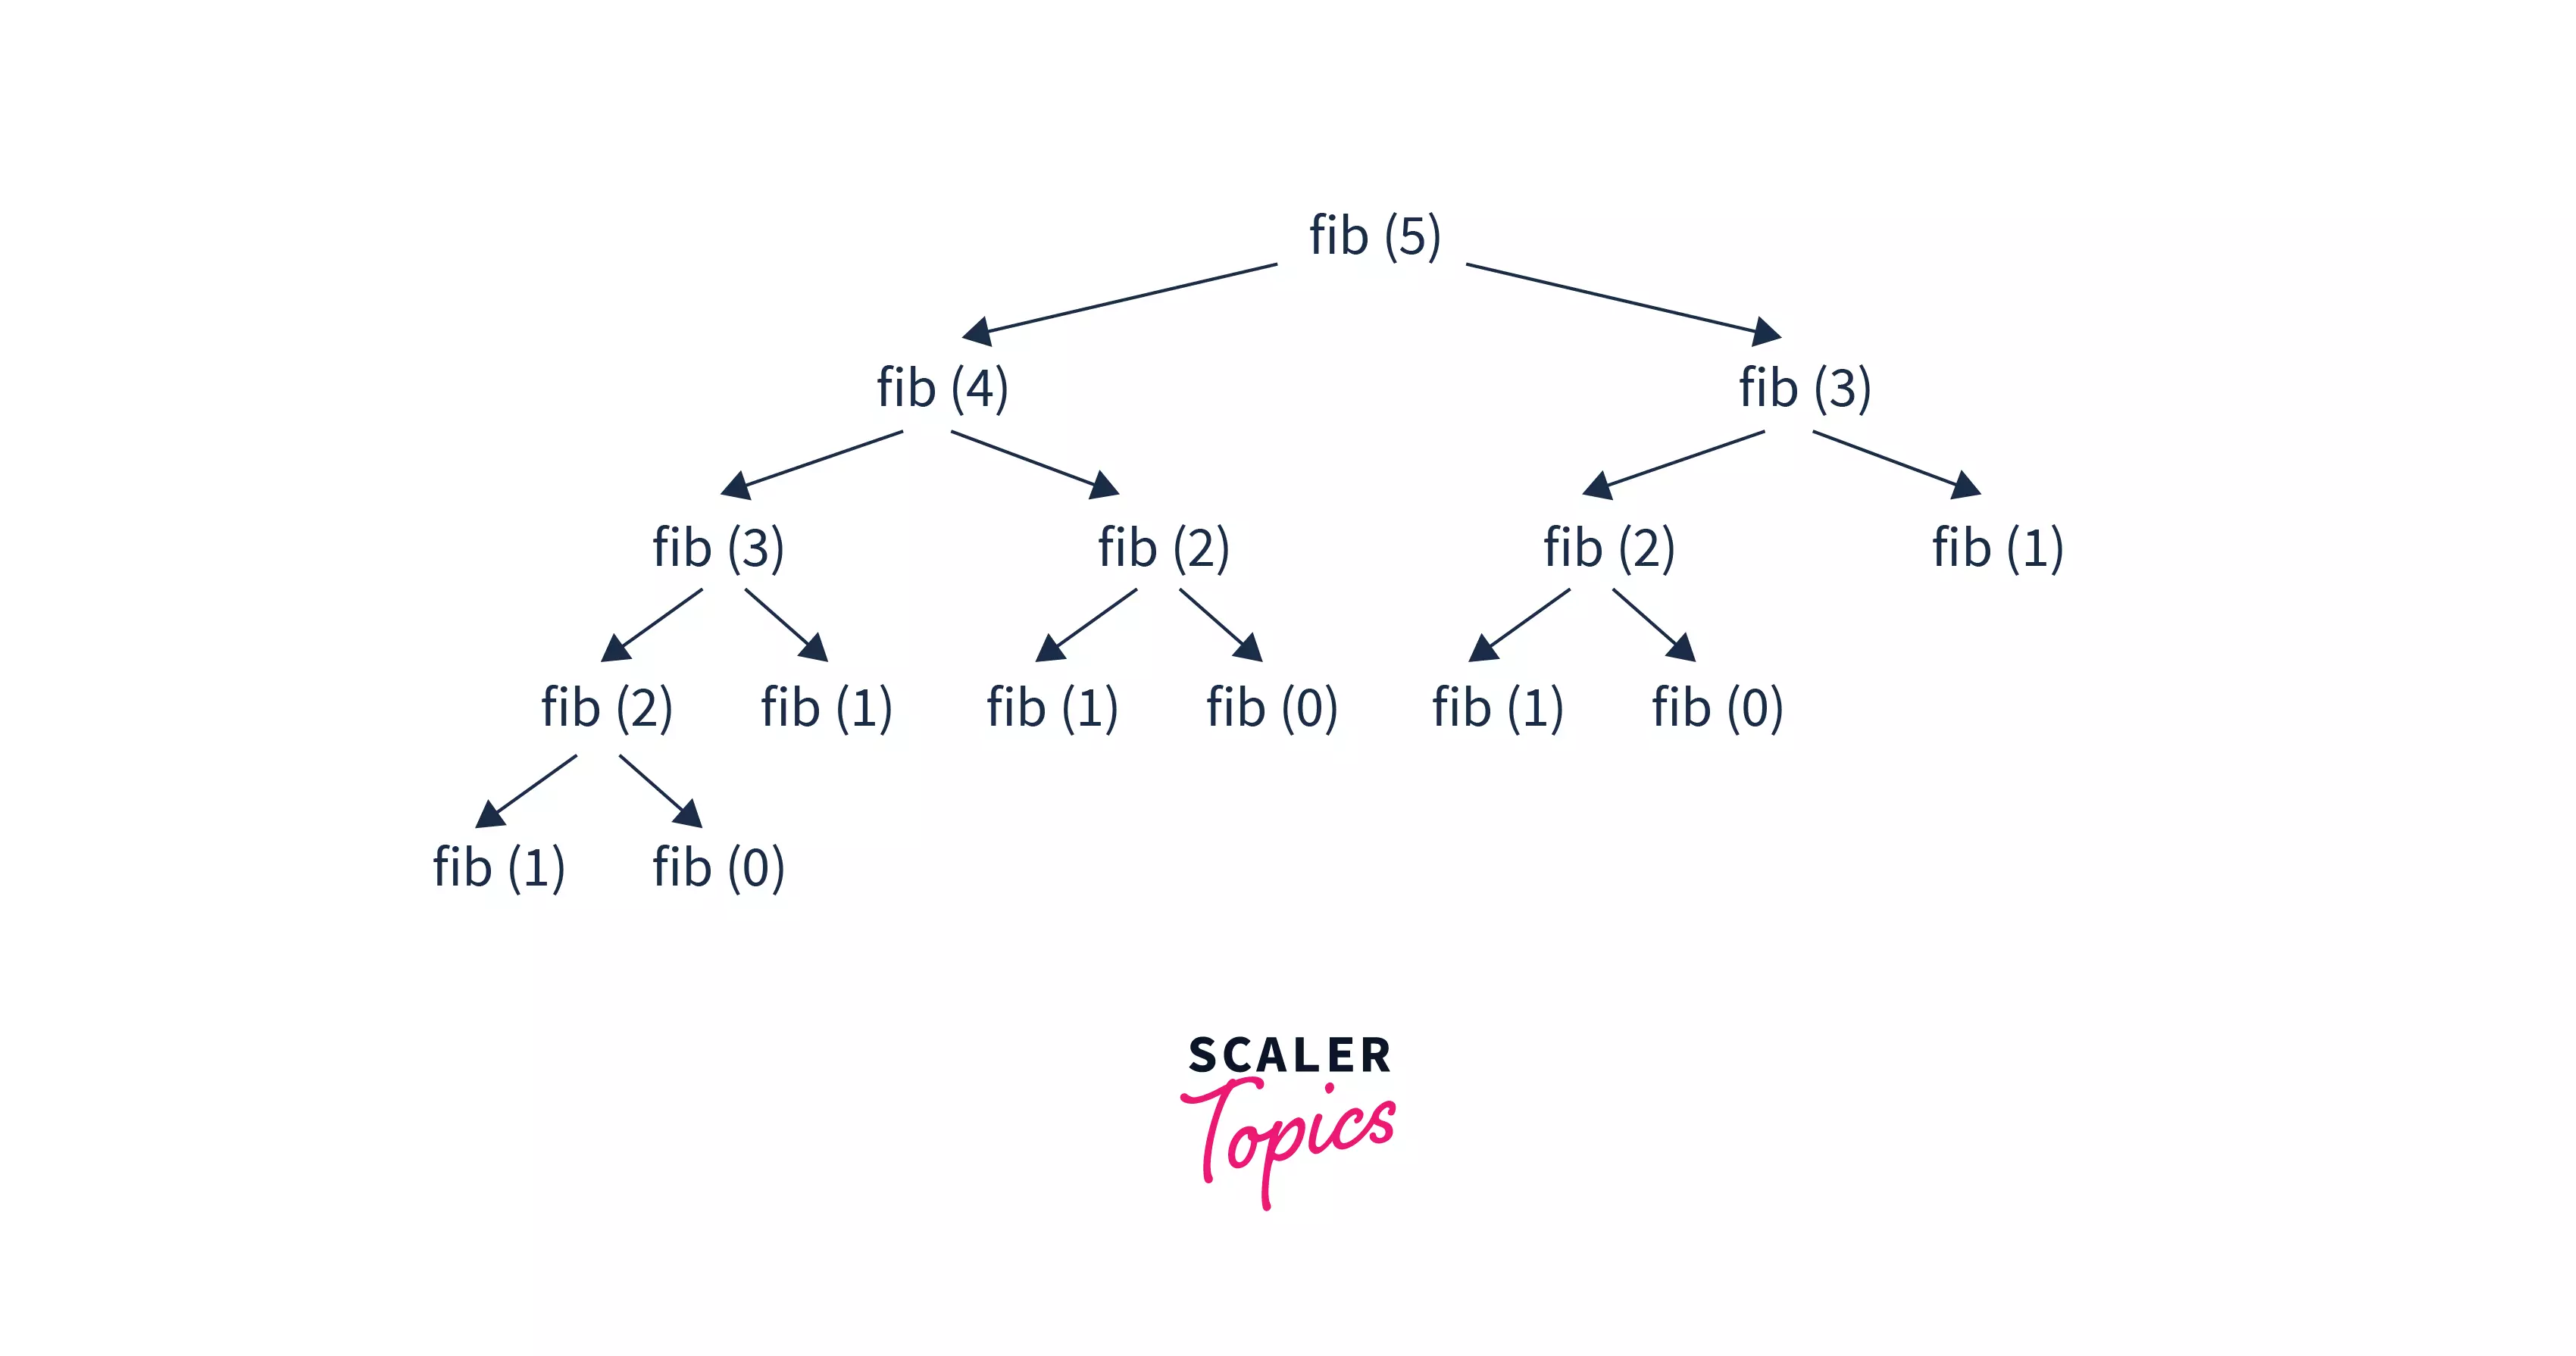 fib (5)
fib (4) fib (3)
fib (3) fib (2) fib (2) fib (1)
fib (2) fib (1) fib (1) fib (0) fib (1) fib (0)
fib (1) fib (0)
SCALER
Topics